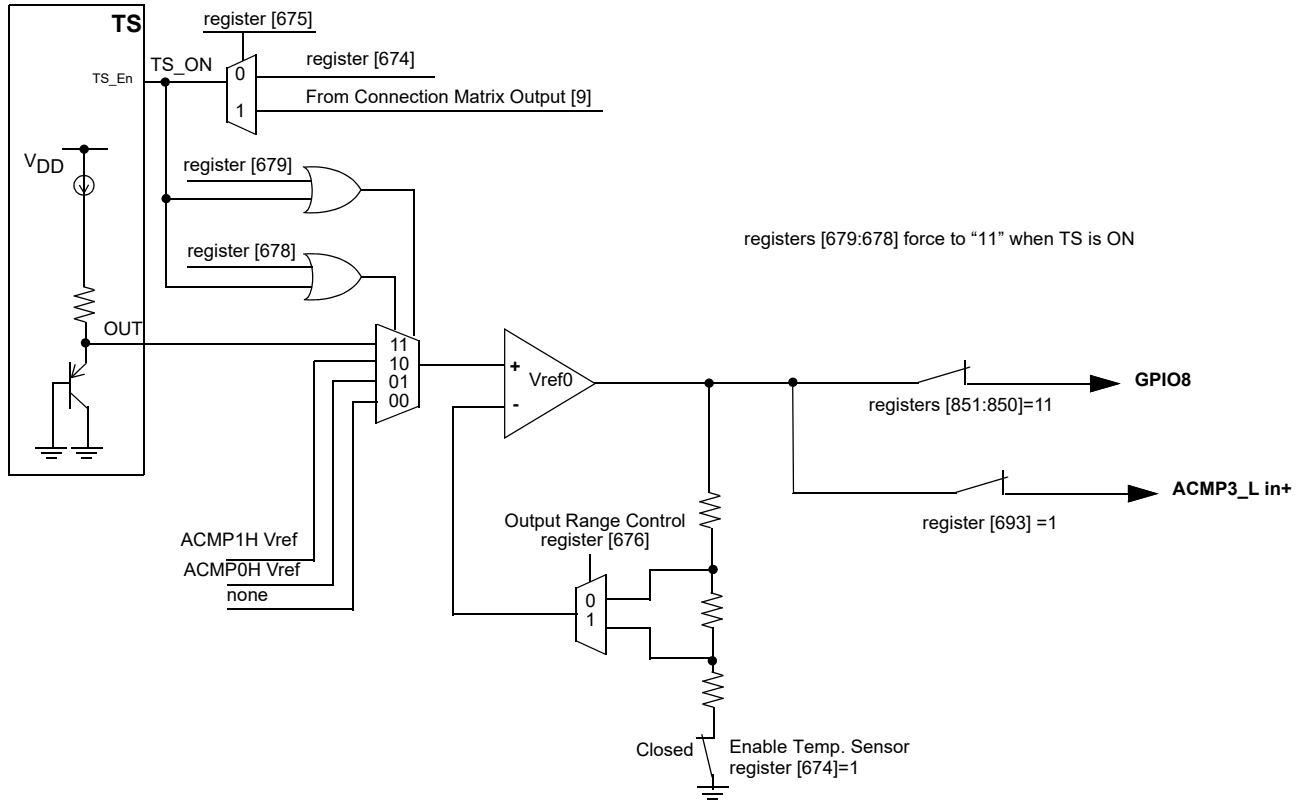 register [675]
TS
TS_En
TS_ON
0
register [674]
1
From Connection Matrix Output [9]
VDD
register [679]
register [678]
registers [679:678] force to “11” when TS is ON
OUT
11
10
01
00
+
-
Vref0
GPIO8
registers [851:850]=11
ACMP3_L in+
register [693] =1
Output Range Control
register [676]
ACMP1H Vref
ACMP0H Vref
none
0
1
Closed
Enable Temp. Sensor
register [674]=1